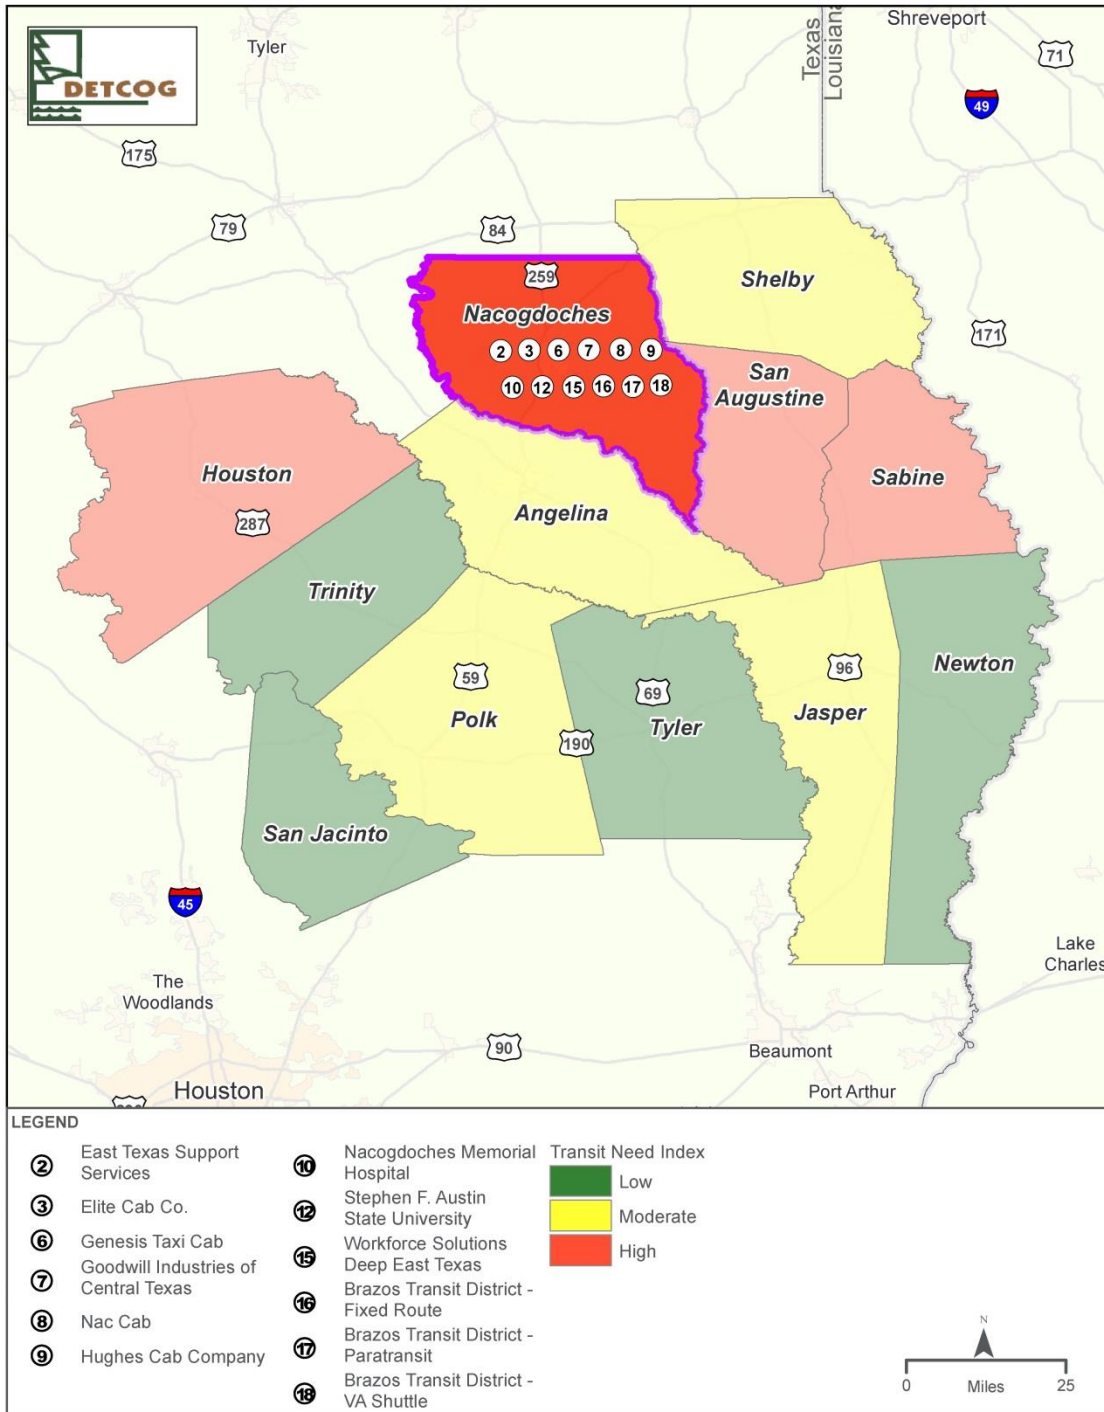 Shreveport
Tyler
Texas
Louisiana
71
DETCOG
49
175
79
84
Shelby
259
Nacogdoches
171
2 3 6 7 8 9
San
Augustine
10 12 15 16 17 18
Houston
Sabine
Angelina
287
Trinity
Newton
59
69
96
Polk
Tyler
Jasper
190
San Jacinto
45
Lake
Charles
The
Woodlands
90
Beaumont
Houston
Port Arthur
LEGEND
2 East Texas Support
Services
3 Elite Cab Co.
6 Genesis Taxi Cab
7 Goodwill Industries of
Central Texas
8 Nac Cab
9 Hughes Cab Company
10 Nacogdoches Memorial
Hospital
12 Stephen F. Austin
State University
15 Workforce Solutions
Deep East Texas
16 Brazos Transit District -
Fixed Route
17 Brazos Transit District -
Paratransit
18 Brazos Transit District -
VA Shuttle
Transit Need Index
Low
Moderate
High
N
0 25
Miles